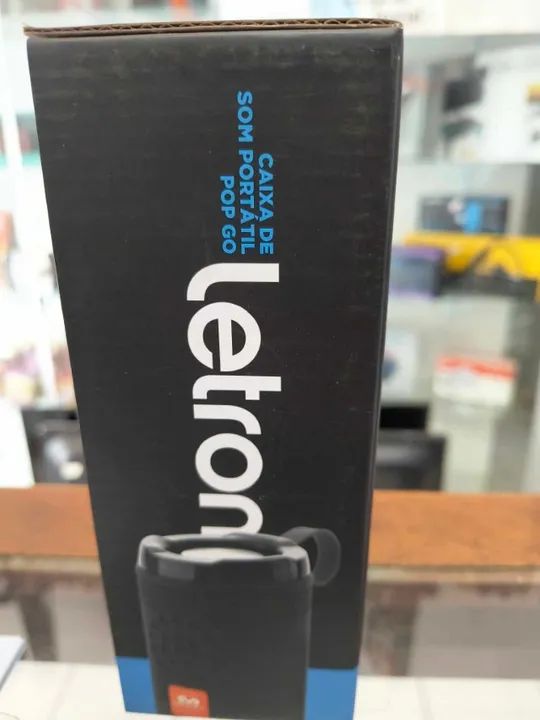 CAIXA DE
SOM PORTÁTIL
POP GO
Letron